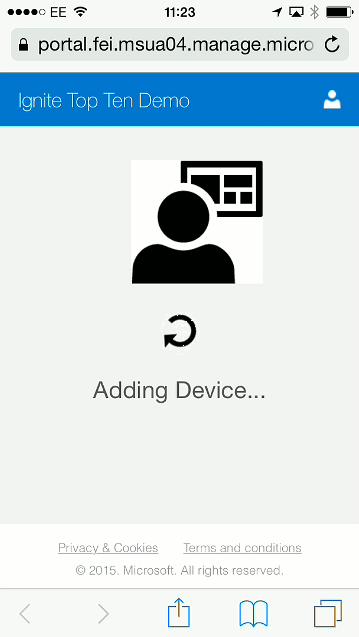 EE 11:23
portal.fei.msua04.manage.micro
Ignite Top Ten Demo
Adding Device...
Privacy & Cookies Terms and conditions
© 2015. Microsoft. All rights reserved.